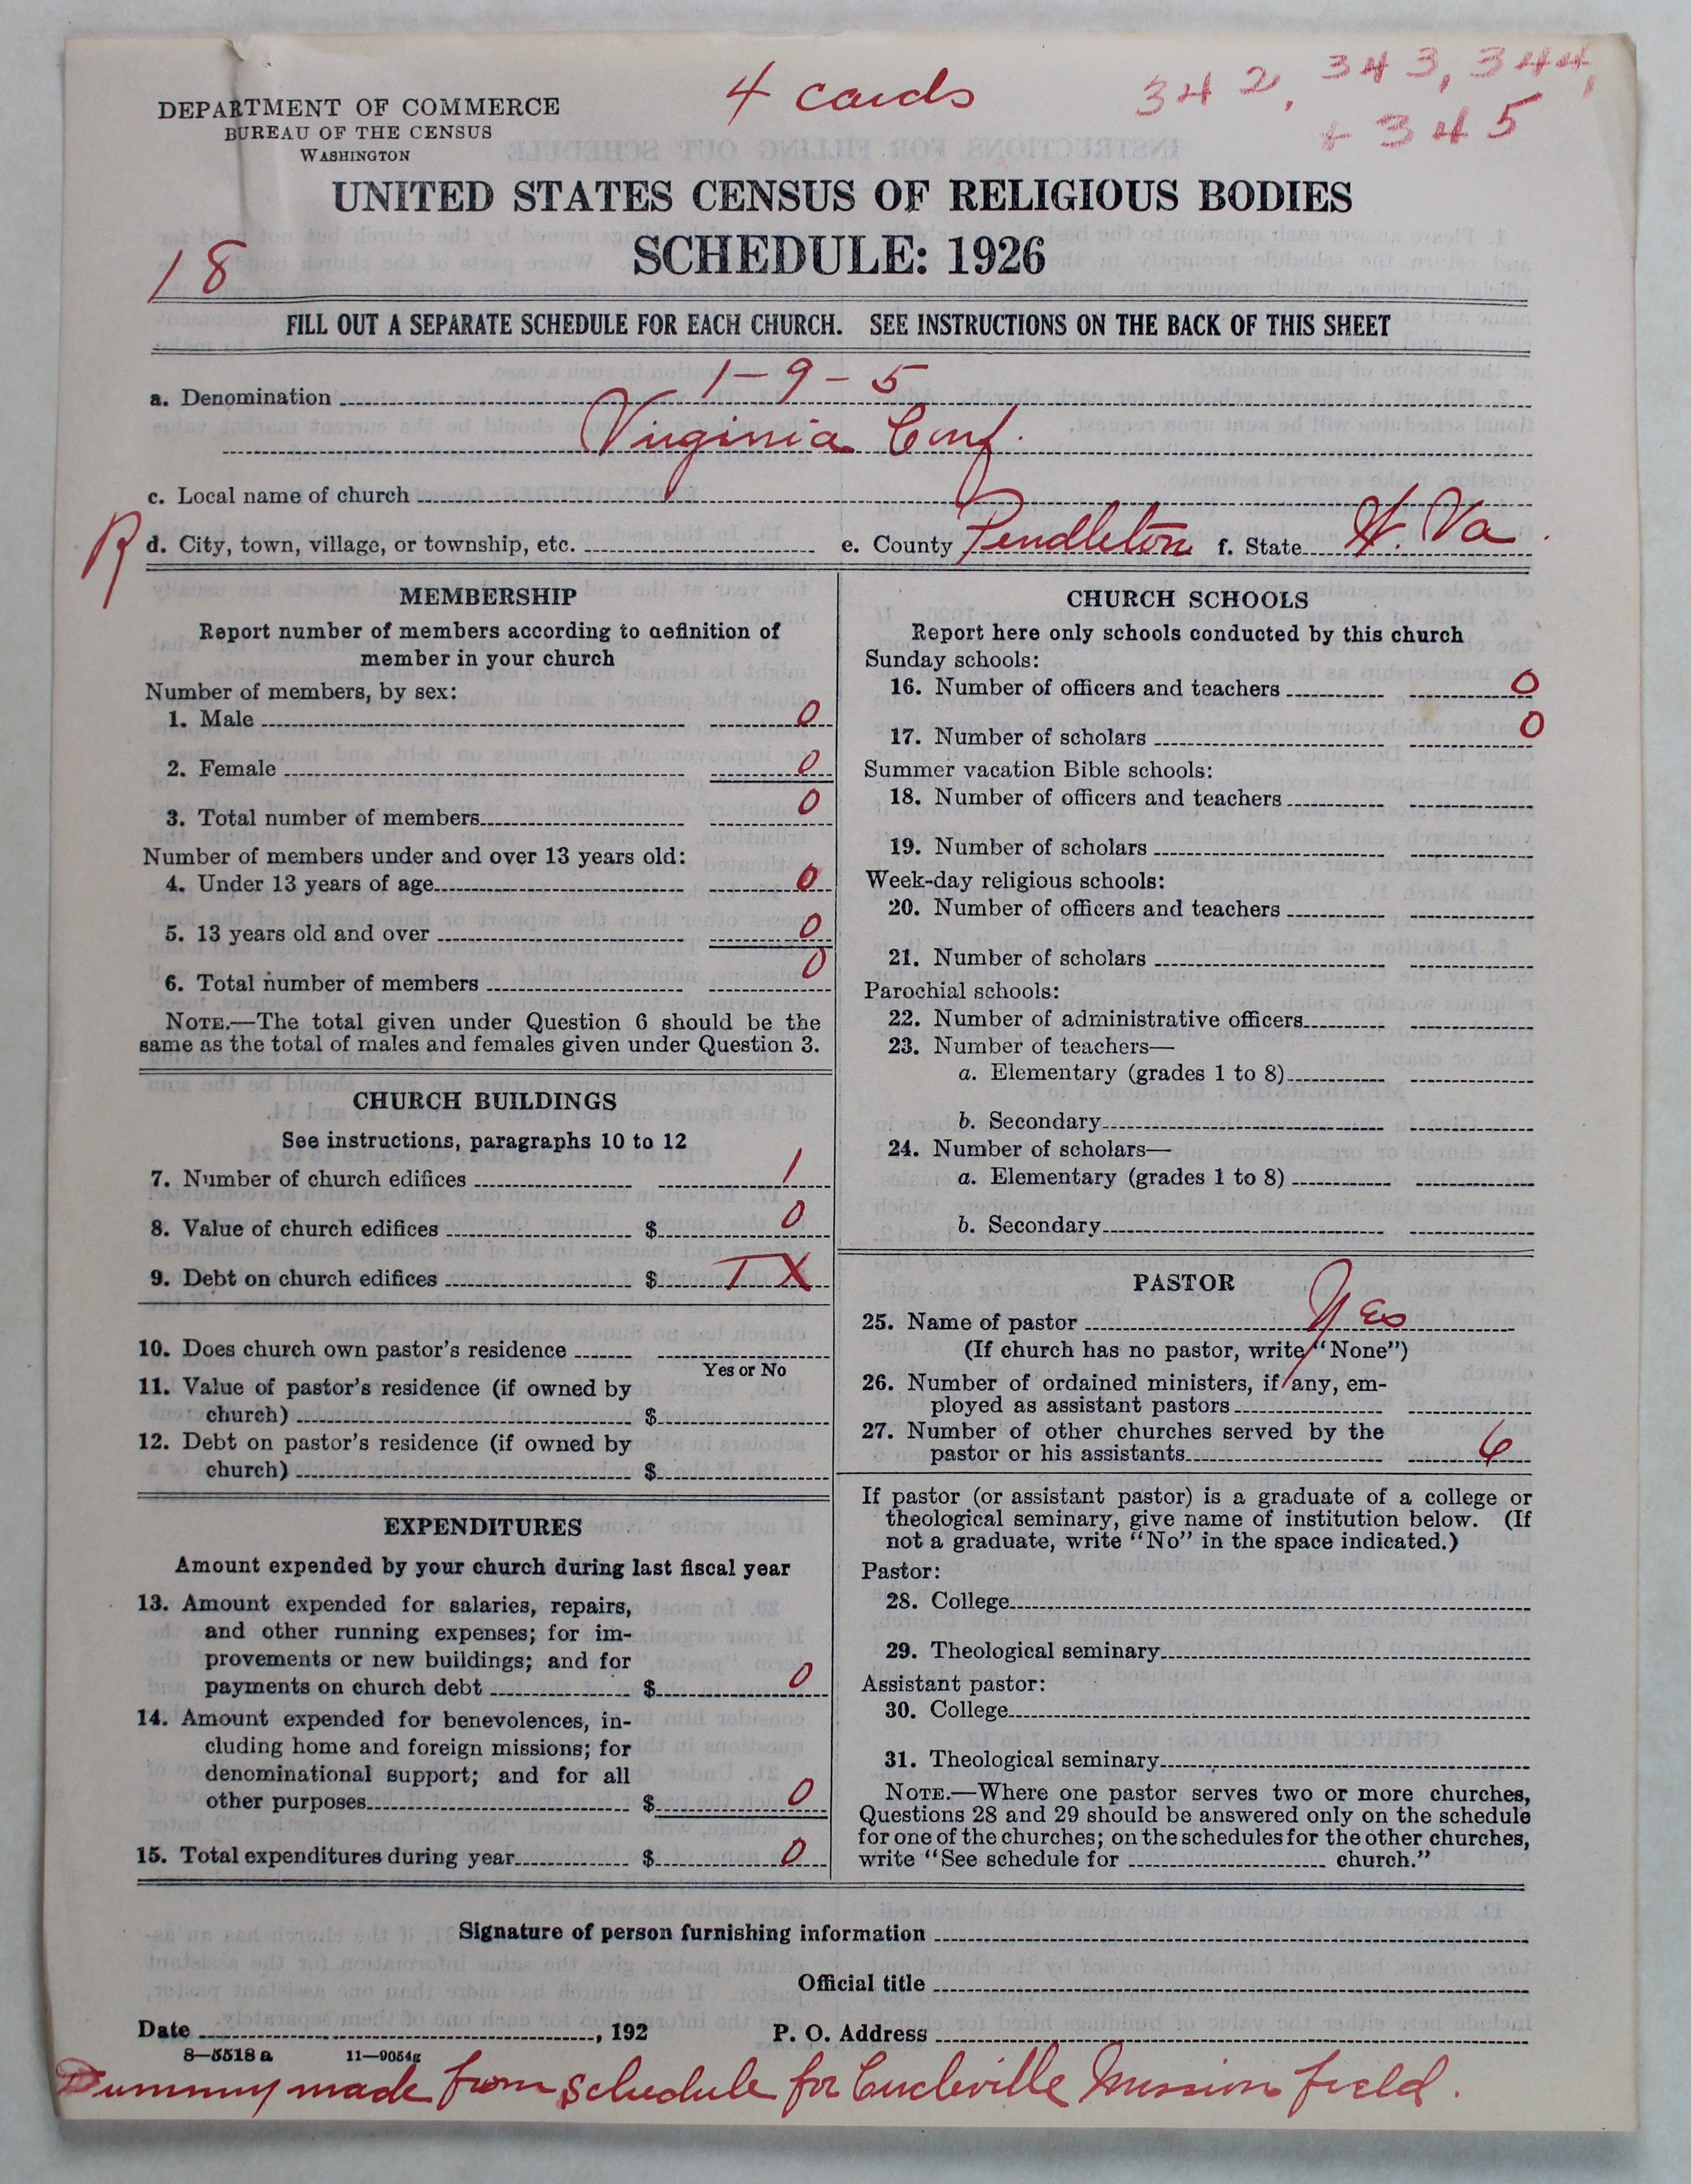 4 cards
342, 343, 344,
+ 345
DEPARTMENT OF COMMERCE
BUREAU OF THE CENSUS
WASHINGTON
UNITED STATES CENSUS OF RELIGIOUS BODIES
SCHEDULE: 1926
18
FILL OUT A SEPARATE SCHEDULE FOR EACH CHURCH. SEE INSTRUCTIONS ON THE BACK OF THIS SHEET
a. Denomination 1-9-5
Virginia Conf.
c. Local name of church
R
d. City, town, village, or township, etc. e. County Pendleton f. State W. Va.
MEMBERSHIP
Report number of members according to definition of
member in your church
Number of members, by sex:
1. Male 0
2. Female 0
3. Total number of members 0
Number of members under and over 13 years old:
4. Under 13 years of age 0
5. 13 years old and over 0
6. Total number of members 0
NOTE.—The total given under Question 6 should be the
same as the total of males and females given under Question 3.
CHURCH BUILDINGS
See instructions, paragraphs 10 to 12
7. Number of church edifices 1
8. Value of church edifices $ 0
9. Debt on church edifices $ TX
10. Does church own pastor's residence
Yes or No
11. Value of pastor's residence (if owned by
church) $
12. Debt on pastor's residence (if owned by
church) $
EXPENDITURES
Amount expended by your church during last fiscal year
13. Amount expended for salaries, repairs,
and other running expenses; for im-
provements or new buildings; and for
payments on church debt $ 0
14. Amount expended for benevolences, in-
cluding home and foreign missions; for
denominational support; and for all
other purposes $ 0
15. Total expenditures during year $ 0
CHURCH SCHOOLS
Report here only schools conducted by this church
Sunday schools:
16. Number of officers and teachers 0
17. Number of scholars 0
Summer vacation Bible schools:
18. Number of officers and teachers
19. Number of scholars
Week-day religious schools:
20. Number of officers and teachers
21. Number of scholars
Parochial schools:
22. Number of administrative officers
23. Number of teachers—
a. Elementary (grades 1 to 8)
b. Secondary
24. Number of scholars—
a. Elementary (grades 1 to 8)
b. Secondary
PASTOR
25. Name of pastor Yes
(If church has no pastor, write "None")
26. Number of ordained ministers, if any, em-
ployed as assistant pastors
27. Number of other churches served by the
pastor or his assistants 6
If pastor (or assistant pastor) is a graduate of a college or
theological seminary, give name of institution below. (If
not a graduate, write "No" in the space indicated.)
Pastor:
28. College
29. Theological seminary
Assistant pastor:
30. College
31. Theological seminary
NOTE.—Where one pastor serves two or more churches,
Questions 28 and 29 should be answered only on the schedule
for one of the churches; on the schedules for the other churches,
write "See schedule for church."
Signature of person furnishing information
Official title
Date , 192 P. O. Address
8—5518 a 11—9054g
Dummy made from schedule for Circleville Mission field.